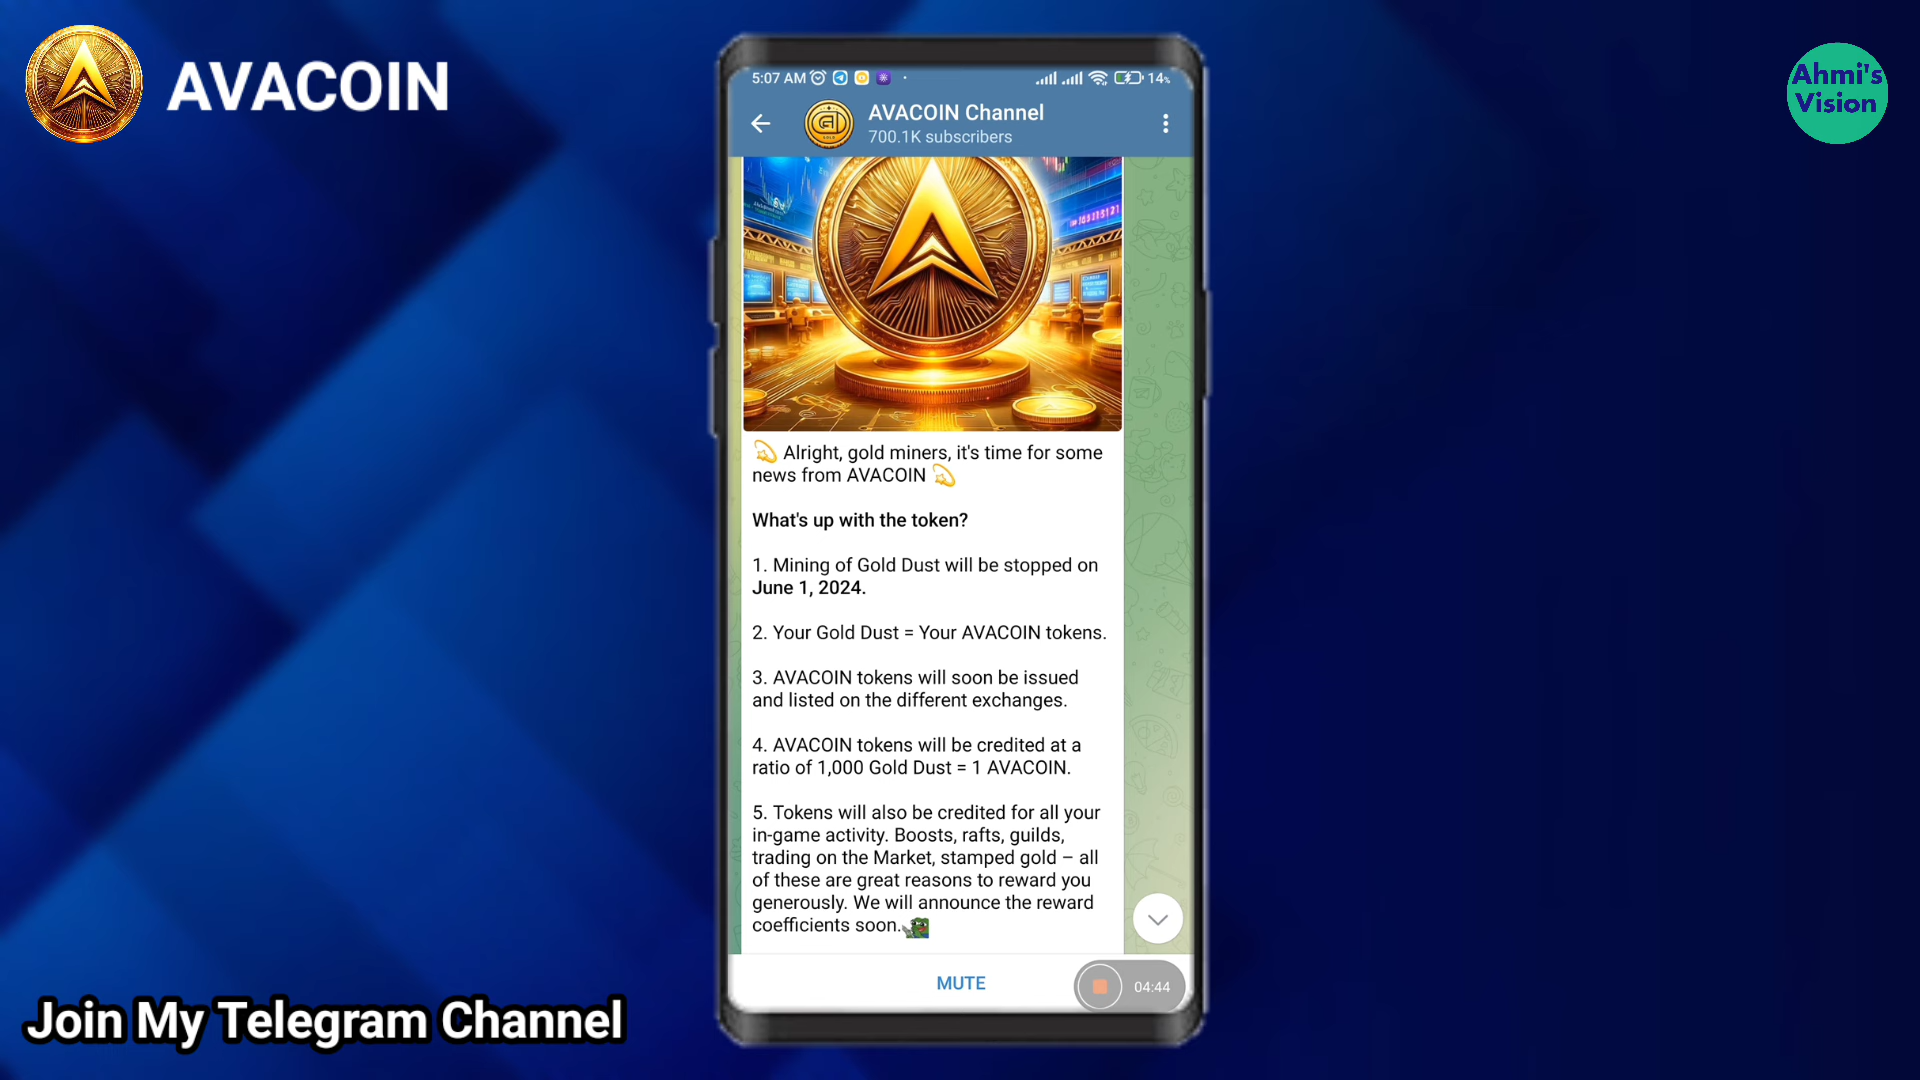 AVACOIN
Ahmi's
Vision
5:07 AM
14%
AVACOIN Channel
700.1K subscribers
💫 Alright, gold miners, it's time for some
news from AVACOIN 💫
What's up with the token?
1. Mining of Gold Dust will be stopped on
June 1, 2024.
2. Your Gold Dust = Your AVACOIN tokens.
3. AVACOIN tokens will soon be issued
and listed on the different exchanges.
4. AVACOIN tokens will be credited at a
ratio of 1,000 Gold Dust = 1 AVACOIN.
5. Tokens will also be credited for all your
in-game activity. Boosts, rafts, guilds,
trading on the Market, stamped gold – all
of these are great reasons to reward you
generously. We will announce the reward
coefficients soon.
MUTE
04:44
Join My Telegram Channel